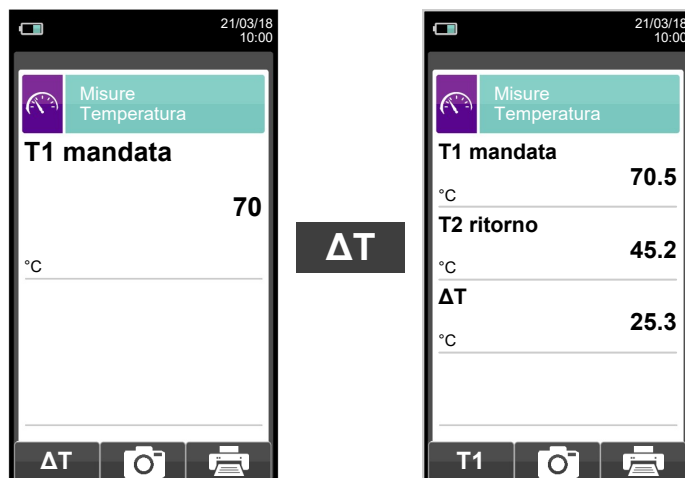 21/03/18
10:00
Misure
Temperatura
T1 mandata
70
°C
ΔT
ΔT
21/03/18
10:00
Misure
Temperatura
T1 mandata
70.5
°C
T2 ritorno
45.2
°C
ΔT
25.3
°C
T1